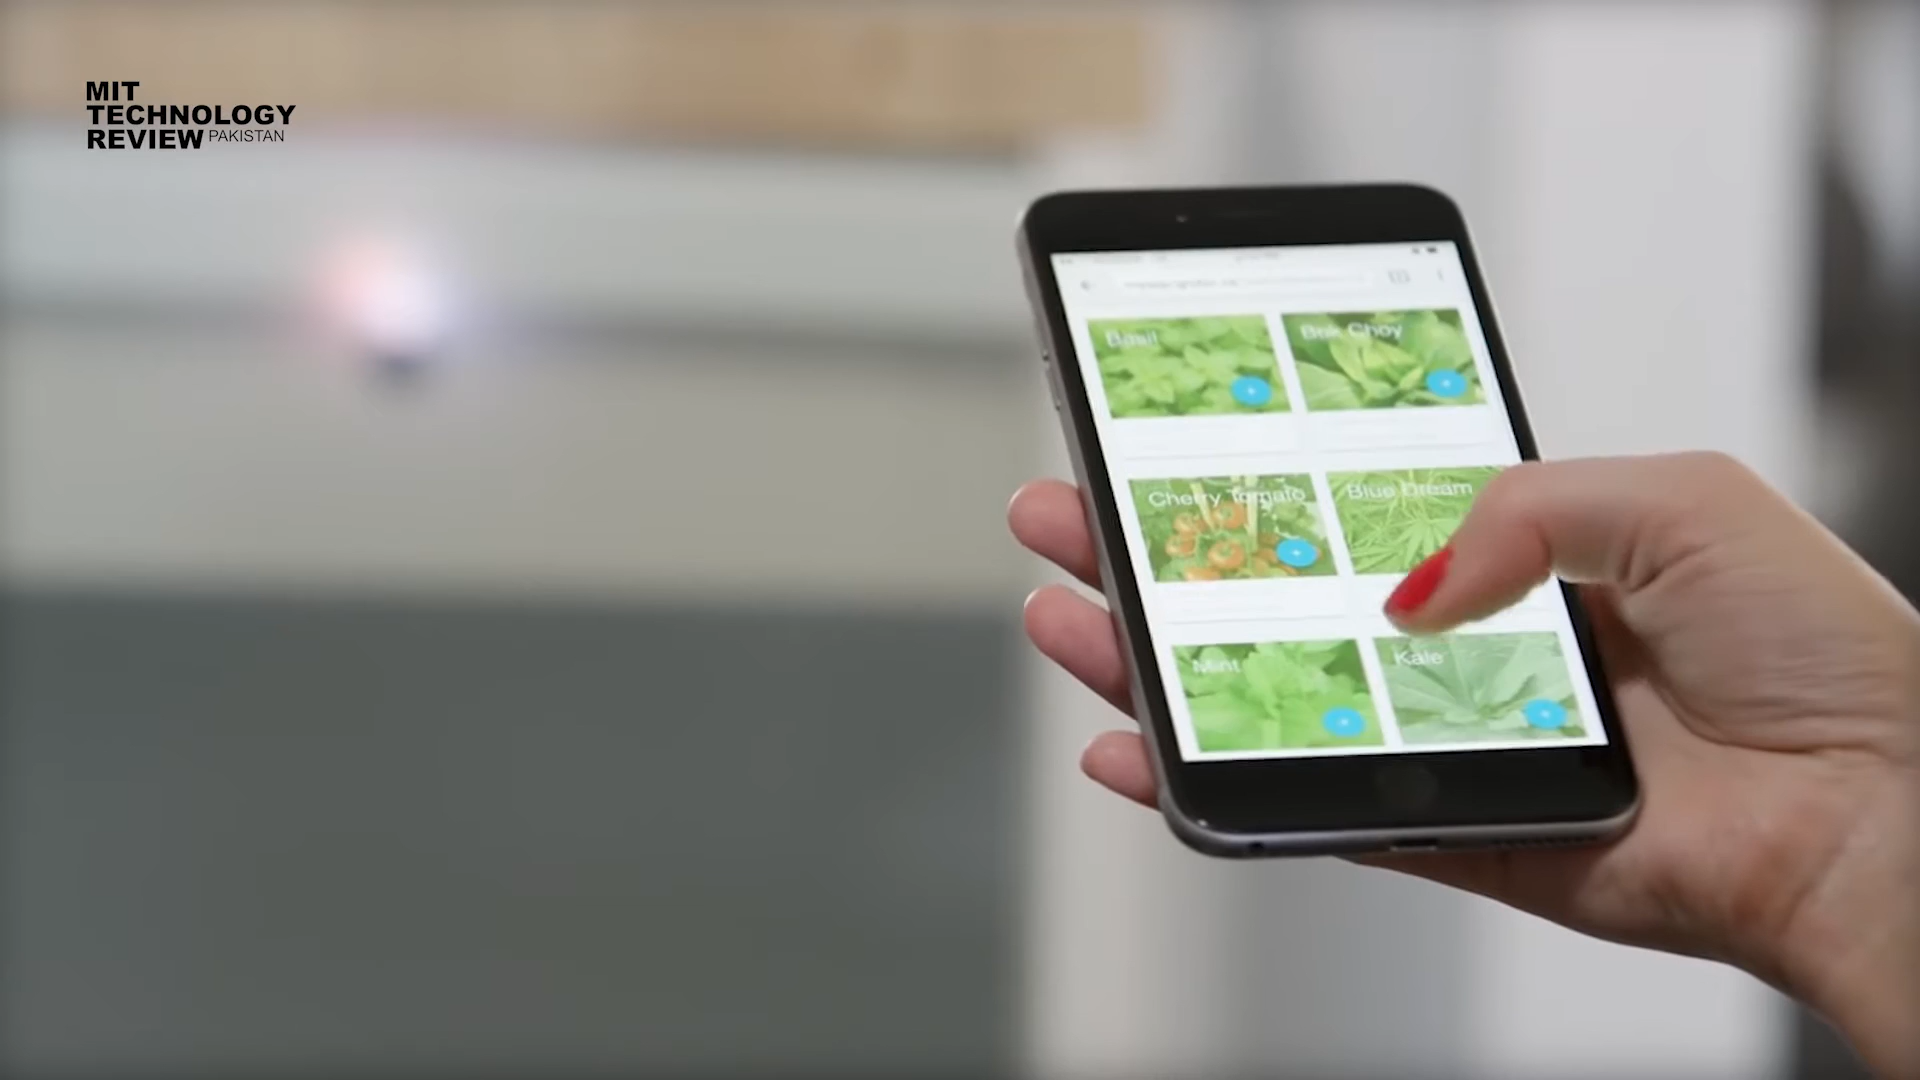 MIT
TECHNOLOGY
REVIEW PAKISTAN
Basil
Bok Choy
Cherry Tomato
Blue Dream
Mint
Kale